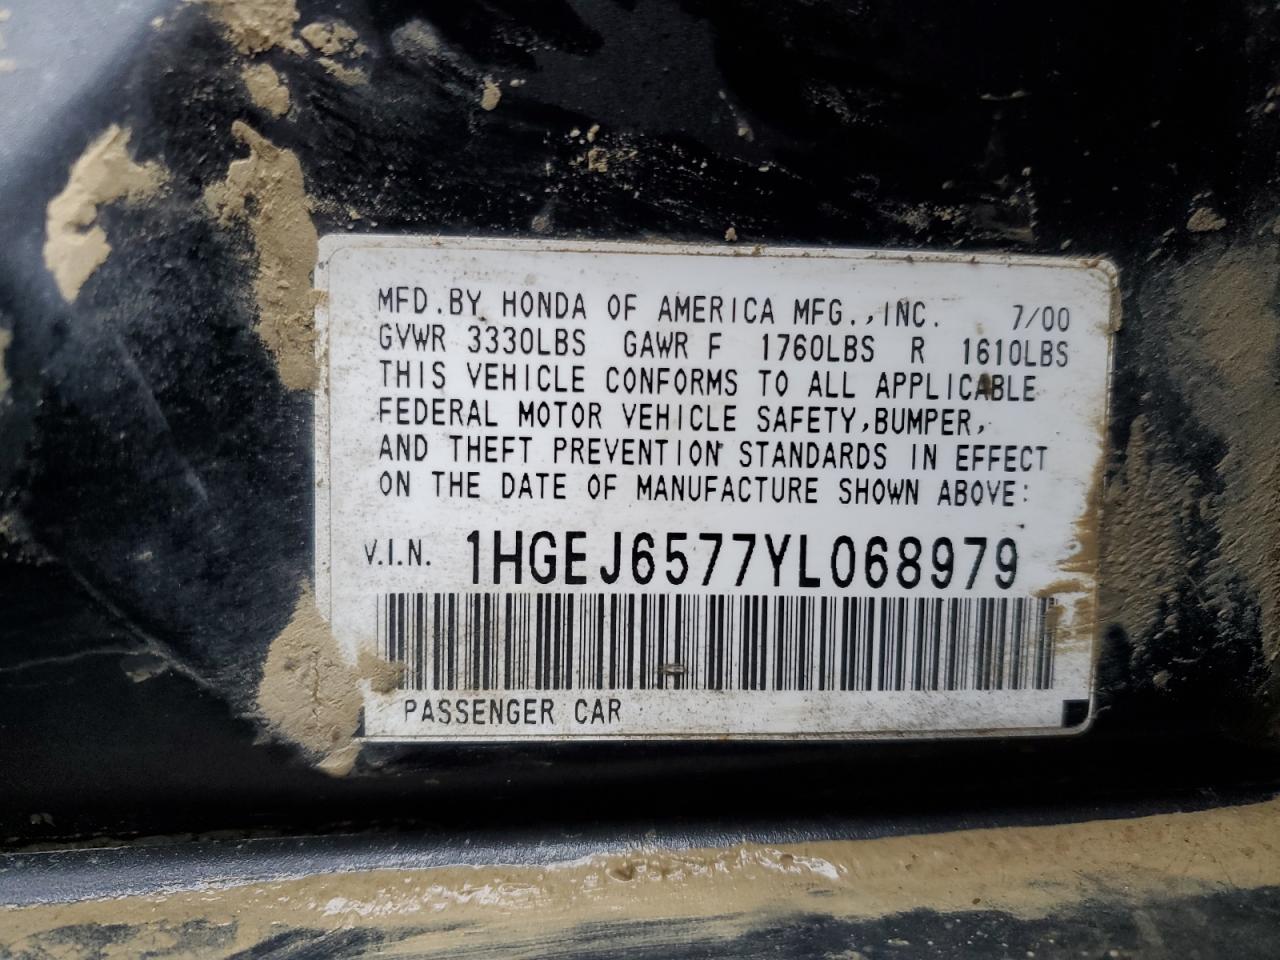 MFD.BY HONDA OF AMERICA MFG.,INC. 7/00
GVWR 3330LBS GAWR F 1760LBS R 1610LBS
THIS VEHICLE CONFORMS TO ALL APPLICABLE
FEDERAL MOTOR VEHICLE SAFETY,BUMPER,
AND THEFT PREVENTION STANDARDS IN EFFECT
ON THE DATE OF MANUFACTURE SHOWN ABOVE:
V.I.N. 1HGEJ6577YL068979
PASSENGER CAR